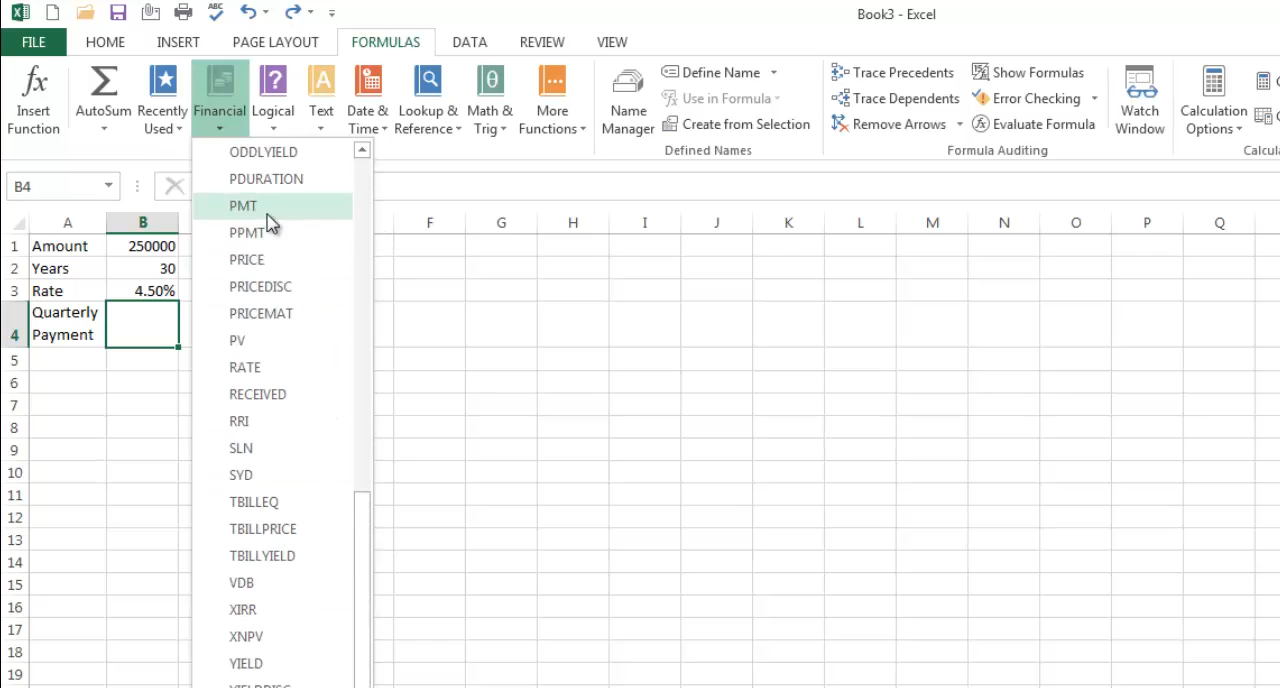 Book3 - Excel
FILE HOME INSERT PAGE LAYOUT FORMULAS DATA REVIEW VIEW
fx Insert Function
Σ AutoSum
Recently Used
Financial
Logical
A Text
Date & Time
Lookup & Reference
θ Math & Trig
More Functions
Name Manager
Define Name
Use in Formula
Create from Selection
Defined Names
Trace Precedents
Trace Dependents
Remove Arrows
Show Formulas
Error Checking
Evaluate Formula
Formula Auditing
Watch Window
Calculation Options
B4
ODDLYIELD
PDURATION
PMT
PPMT
PRICE
PRICEDISC
PRICEMAT
PV
RATE
RECEIVED
RRI
SLN
SYD
TBILLEQ
TBILLPRICE
TBILLYIELD
VDB
XIRR
XNPV
YIELD
A B F G H I J K L M N O P Q
1 Amount 250000
2 Years 30
3 Rate 4.50%
4 Quarterly Payment
5
6
7
8
9
10
11
12
13
14
15
16
17
18
19